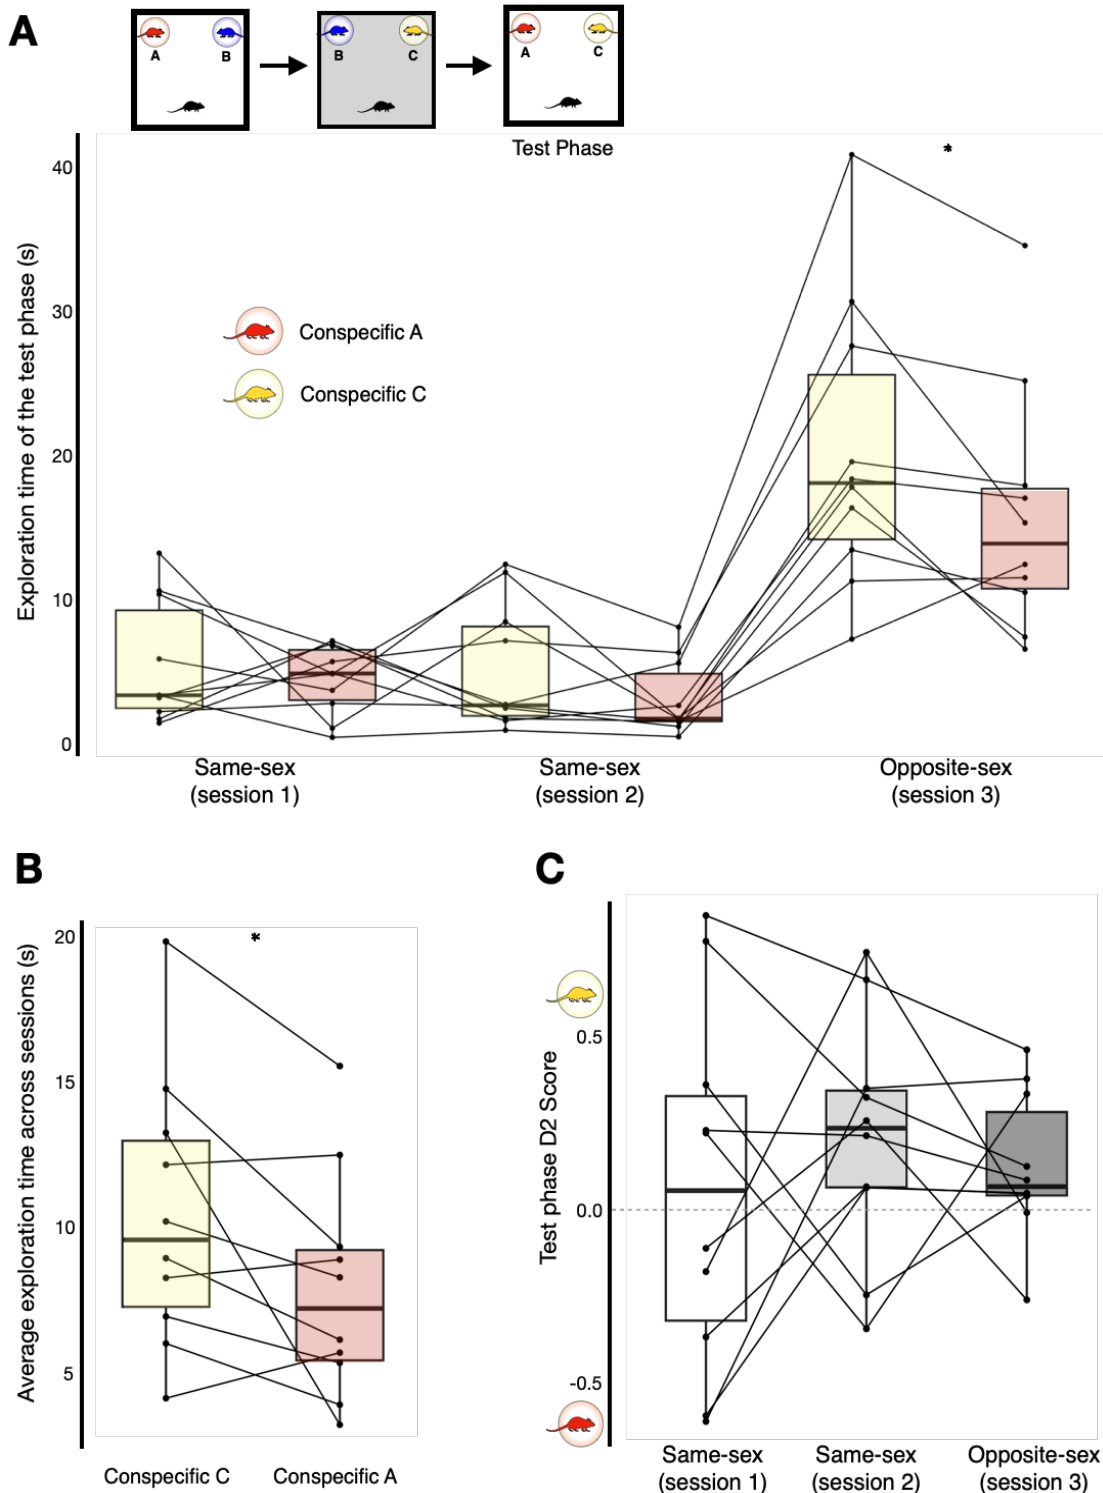 A
A B
B C
A C
Test Phase
Exploration time of the test phase (s)
40
30
20
10
0
Conspecific A
Conspecific C
*
Same-sex
(session 1)
Same-sex
(session 2)
Opposite-sex
(session 3)
B
Average exploration time across sessions (s)
20
15
10
5
*
Conspecific C
Conspecific A
C
Test phase D2 Score
0.5
0.0
-0.5
Same-sex
(session 1)
Same-sex
(session 2)
Opposite-sex
(session 3)